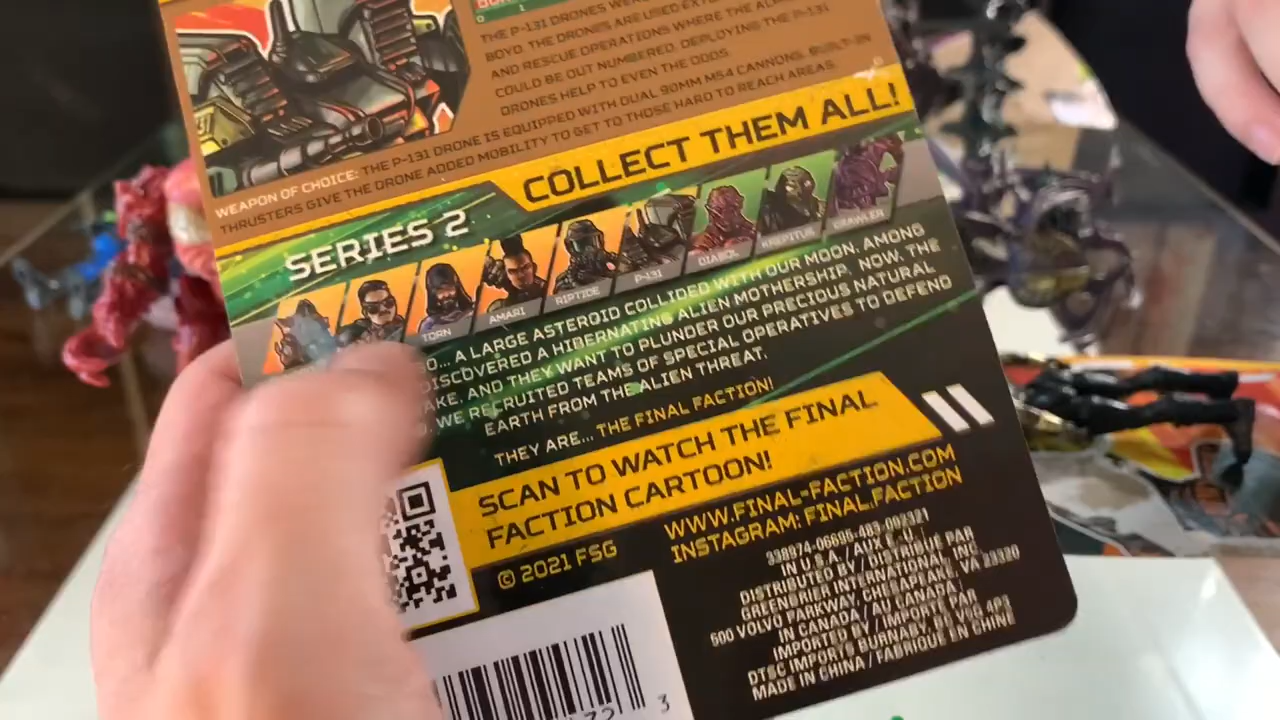 THE P-131 DRONES WERE
BOYD. THE DRONES ARE USED
AND RESCUE OPERATIONS WHERE THE
COULD BE OUT NUMBERED. DEPLOYING THE P-131
DRONES HELP TO EVEN THE ODDS.
WEAPON OF CHOICE: THE P-131 DRONE IS EQUIPPED WITH DUAL 90MM M54 CANNONS. BUILT-IN
THRUSTERS GIVE THE DRONE ADDED MOBILITY TO GET TO THOSE HARD TO REACH AREAS.
COLLECT THEM ALL!
SERIES 2
TORN
AMARI
RIPTIDE
P-131
DIABOL
KREPITUS
CRAWLER
A LARGE ASTEROID COLLIDED WITH OUR MOON. AMONG
DISCOVERED A HIBERNATING ALIEN MOTHERSHIP. NOW, THE
AKE, AND THEY WANT TO PLUNDER OUR PRECIOUS NATURAL
WE RECRUITED TEAMS OF SPECIAL OPERATIVES TO DEFEND
EARTH FROM THE ALIEN THREAT.
THEY ARE... THE FINAL FACTION!
SCAN TO WATCH THE FINAL
FACTION CARTOON!
WWW.FINAL-FACTION.COM
INSTAGRAM: FINAL.FACTION
© 2021 FSG
IN U.S.A. / AUX É.-U.
DISTRIBUTED BY / DISTRIBUÉ PAR
GREENBRIER INTERNATIONAL, INC.
500 VOLVO PARKWAY, CHESAPEAKE, VA 23320
IN CANADA / AU CANADA:
IMPORTED BY / IMPORTÉ PAR
DTSC IMPORTS BURNABY, BC V5G 4P3
MADE IN CHINA / FABRIQUÉ EN CHINE
3